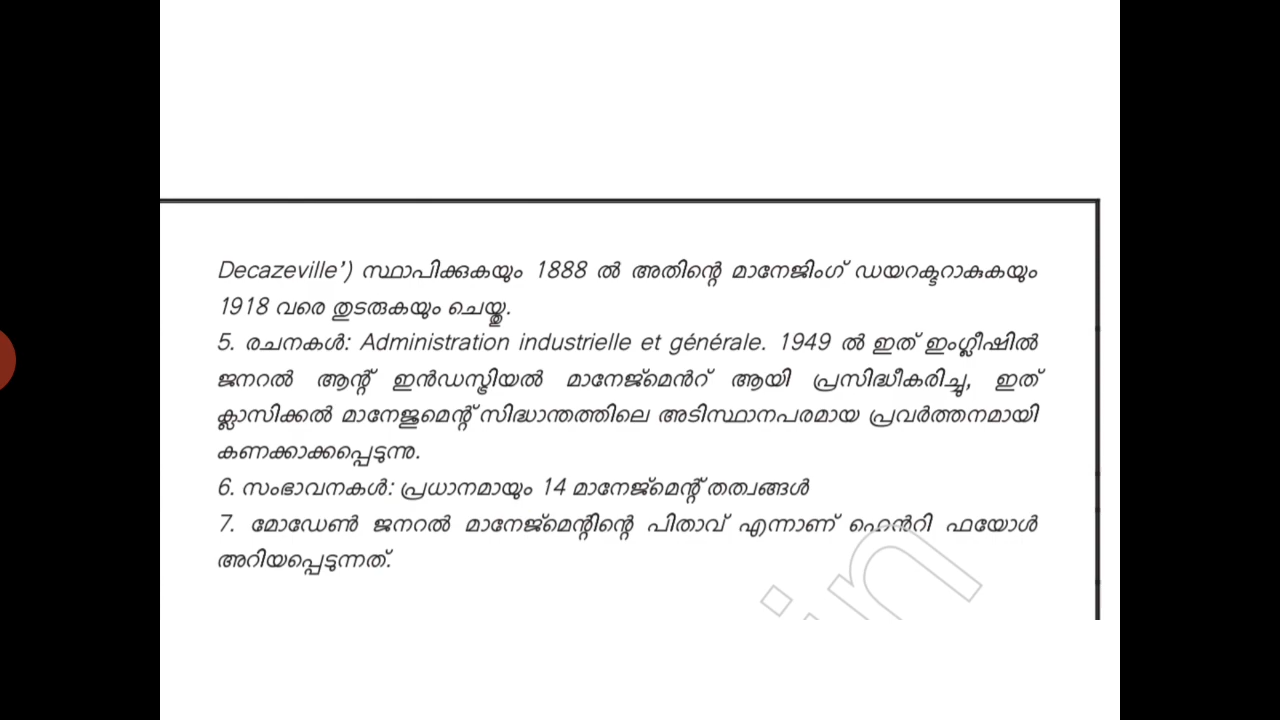 Decazeville’) സ്ഥാപിക്കുകയും 1888 ൽ അതിന്റെ മാനേജിംഗ് ഡയറക്ടറാകുകയും
1918 വരെ തുടരുകയും ചെയ്തു.
5. രചനകൾ: Administration industrielle et générale. 1949 ൽ ഇത് ഇംഗ്ലീഷിൽ
ജനറൽ ആന്റ് ഇൻഡസ്ട്രിയൽ മാനേജ്മെൻറ് ആയി പ്രസിദ്ധീകരിച്ചു, ഇത്
ക്ലാസിക്കൽ മാനേജുമെന്റ് സിദ്ധാന്തത്തിലെ അടിസ്ഥാനപരമായ പ്രവർത്തനമായി
കണക്കാക്കപ്പെടുന്നു.
6. സംഭാവനകൾ: പ്രധാനമായും 14 മാനേജ്മെന്റ് തത്വങ്ങൾ
7. മോഡേൺ ജനറൽ മാനേജ്മെന്റിന്റെ പിതാവ് എന്നാണ് ഹെൻറി ഫയോൾ
അറിയപ്പെടുന്നത്.
in